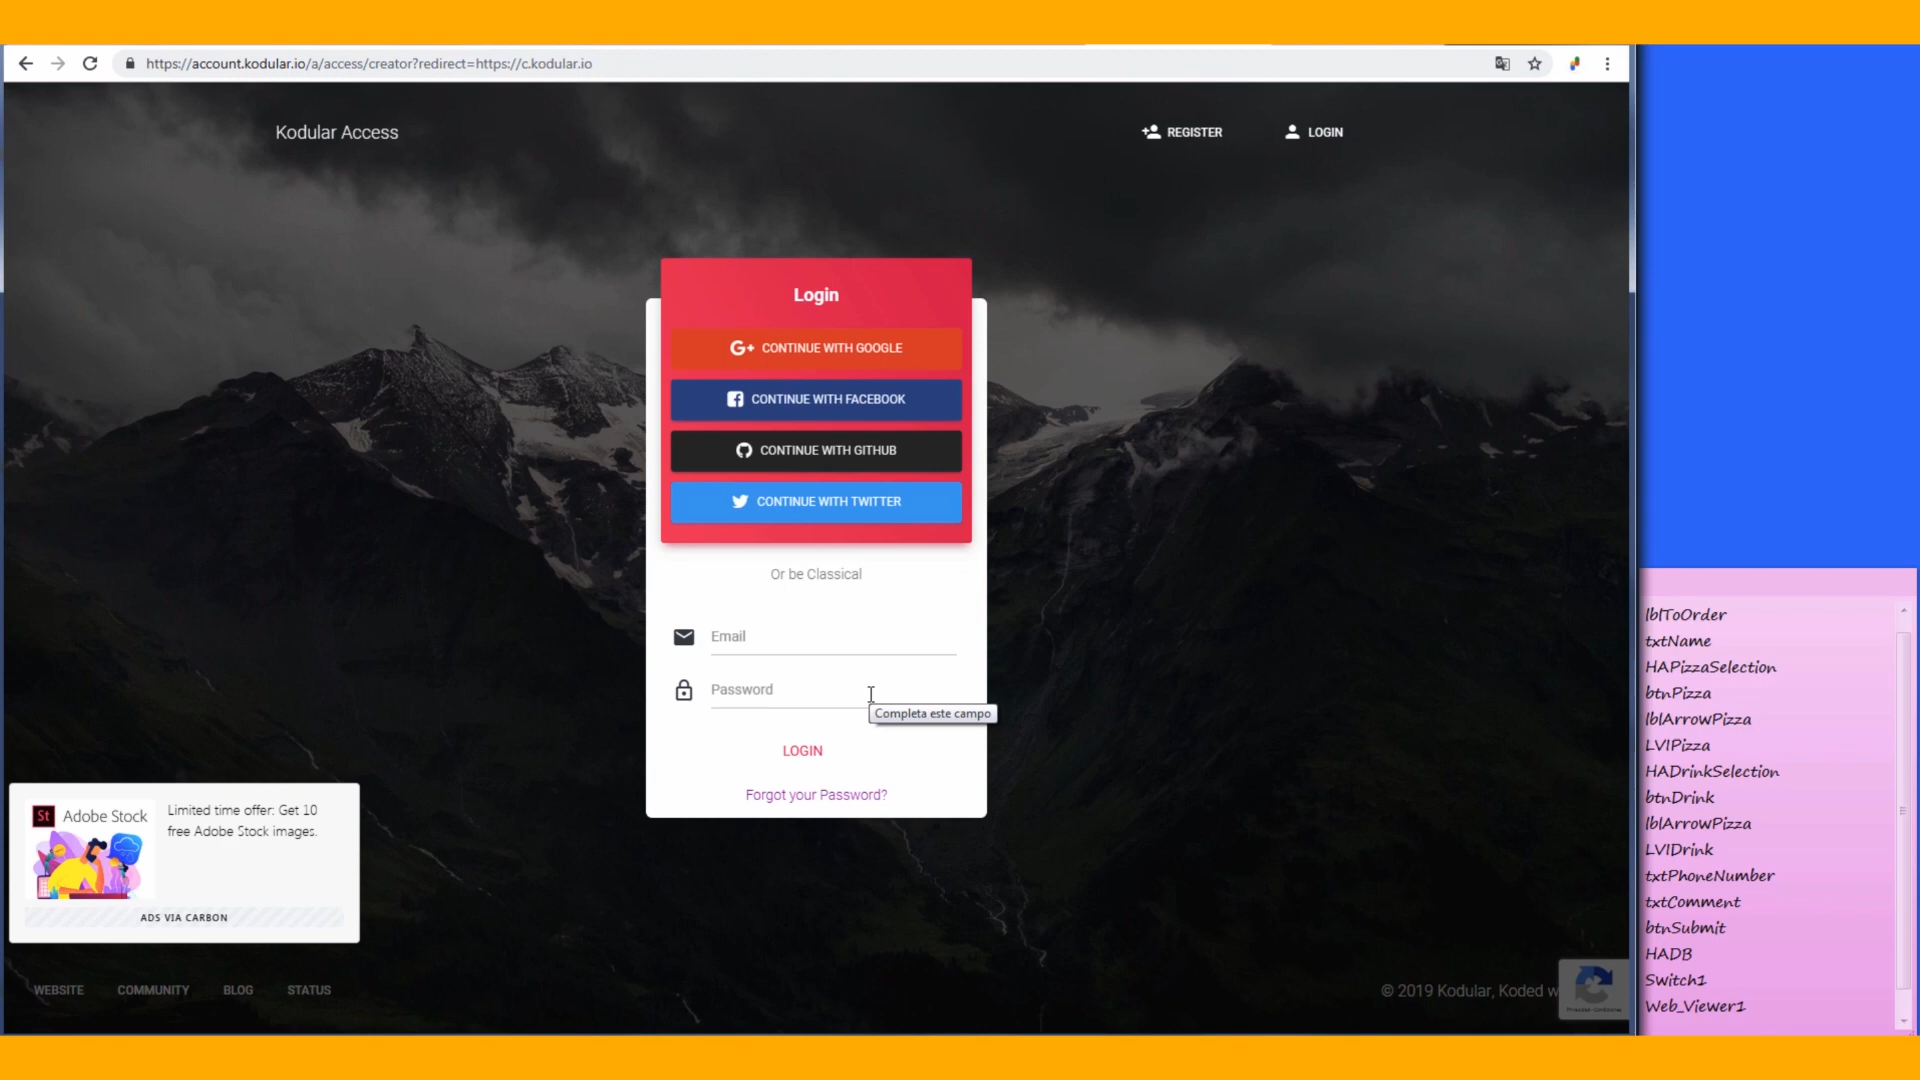 https://account.kodular.io/a/access/creator?redirect=https://c.kodular.io
Kodular Access
REGISTER
LOGIN
Login
G+ CONTINUE WITH GOOGLE
CONTINUE WITH FACEBOOK
CONTINUE WITH GITHUB
CONTINUE WITH TWITTER
Or be Classical
Email
Password
Completa este campo
LOGIN
Forgot your Password?
St Adobe Stock
Limited time offer: Get 10
free Adobe Stock images.
ADS VIA CARBON
WEBSITE COMMUNITY BLOG STATUS
© 2019 Kodular, Koded w
lblToOrder
txtName
HAPizzaSelection
btnPizza
lblArrowPizza
LVIPizza
HADrinkSelection
btnDrink
lblArrowPizza
LVIDrink
txtPhoneNumber
txtComment
btnSubmit
HADB
Switch1
Web_Viewer1